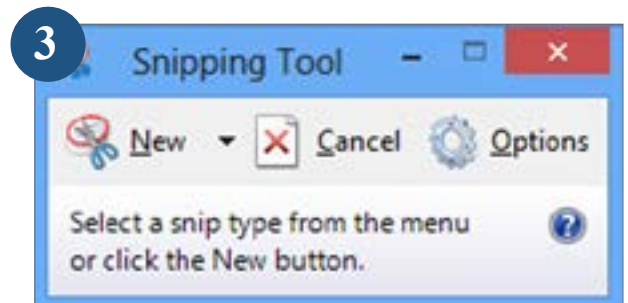 3
Snipping Tool
New Cancel Options
Select a snip type from the menu
or click the New button.